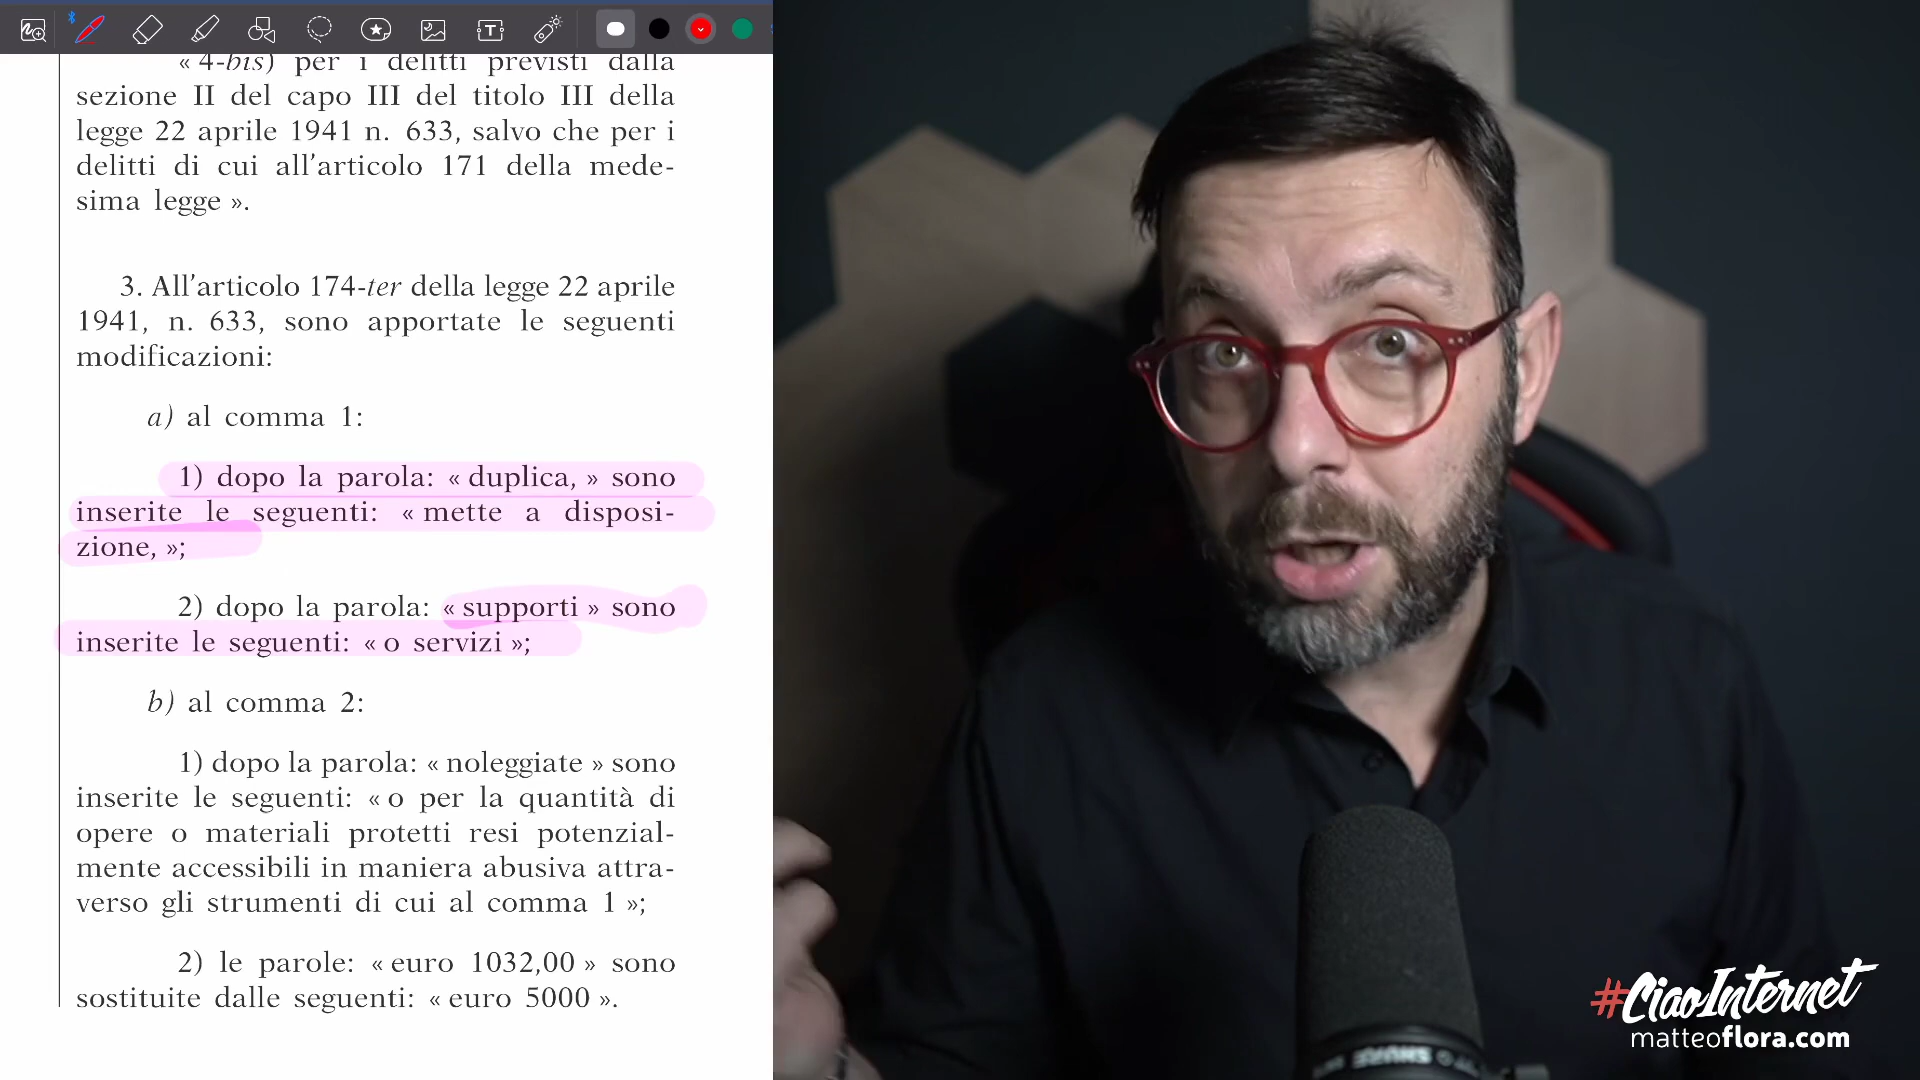 « 4-bis) per i delitti previsti dalla
sezione II del capo III del titolo III della
legge 22 aprile 1941 n. 633, salvo che per i
delitti di cui all’articolo 171 della mede-
sima legge ».
3. All’articolo 174-ter della legge 22 aprile
1941, n. 633, sono apportate le seguenti
modificazioni:
a) al comma 1:
1) dopo la parola: « duplica, » sono
inserite le seguenti: « mette a disposi-
zione, »;
2) dopo la parola: « supporti » sono
inserite le seguenti: « o servizi »;
b) al comma 2:
1) dopo la parola: « noleggiate » sono
inserite le seguenti: « o per la quantità di
opere o materiali protetti resi potenzial-
mente accessibili in maniera abusiva attra-
verso gli strumenti di cui al comma 1 »;
2) le parole: « euro 1032,00 » sono
sostituite dalle seguenti: « euro 5000 ».
#CiaoInternet
matteoflora.com
SHURE